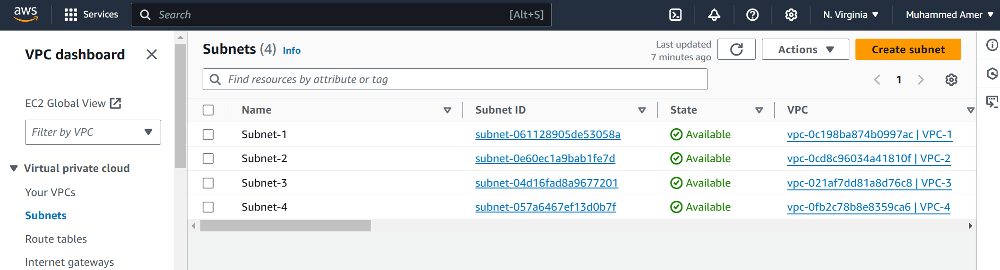 aws
Services
Search
[Alt+S]
N. Virginia
Muhammed Amer
VPC dashboard
EC2 Global View
Filter by VPC
Virtual private cloud
Your VPCs
Subnets
Route tables
Internet gateways
Subnets (4) Info
Last updated
7 minutes ago
Actions
Create subnet
Find resources by attribute or tag
1
Name Subnet ID State VPC
Subnet-1 subnet-061128905de53058a Available vpc-0c198ba874b0997ac | VPC-1
Subnet-2 subnet-0e60ec1a9bab1fe7d Available vpc-0cd8c96034a41810f | VPC-2
Subnet-3 subnet-04d16fad8a9677201 Available vpc-021af7dd81a8d76c8 | VPC-3
Subnet-4 subnet-057a6467ef13d0b7f Available vpc-0fb2c78b8e8359ca6 | VPC-4